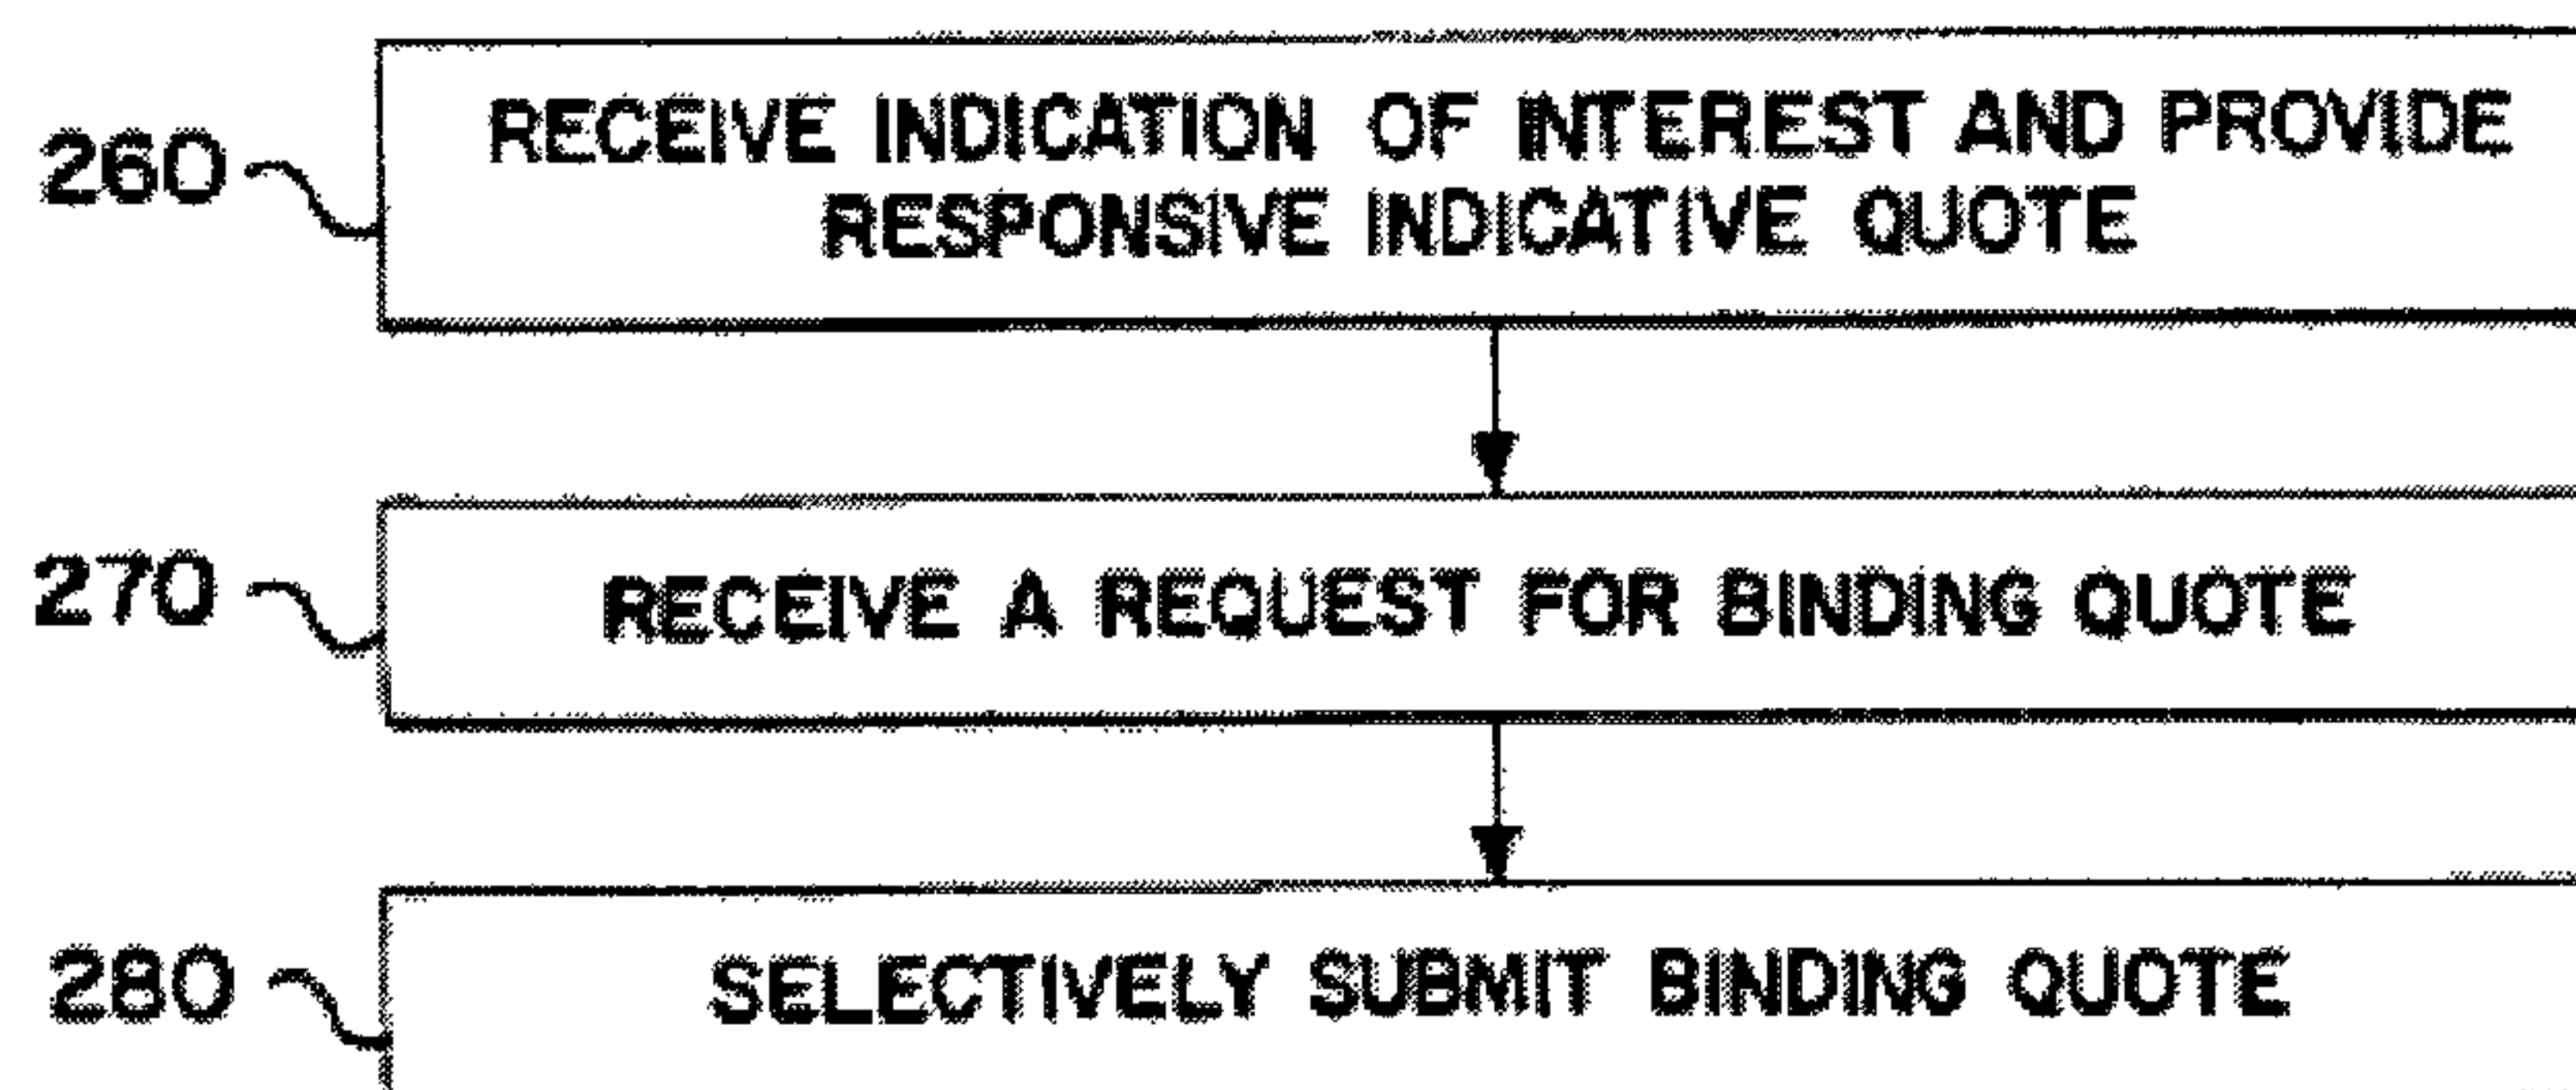 260
RECEIVE INDICATION OF INTEREST AND PROVIDE
RESPONSIVE INDICATIVE QUOTE
270
RECEIVE A REQUEST FOR BINDING QUOTE
280
SELECTIVELY SUBMIT BINDING QUOTE